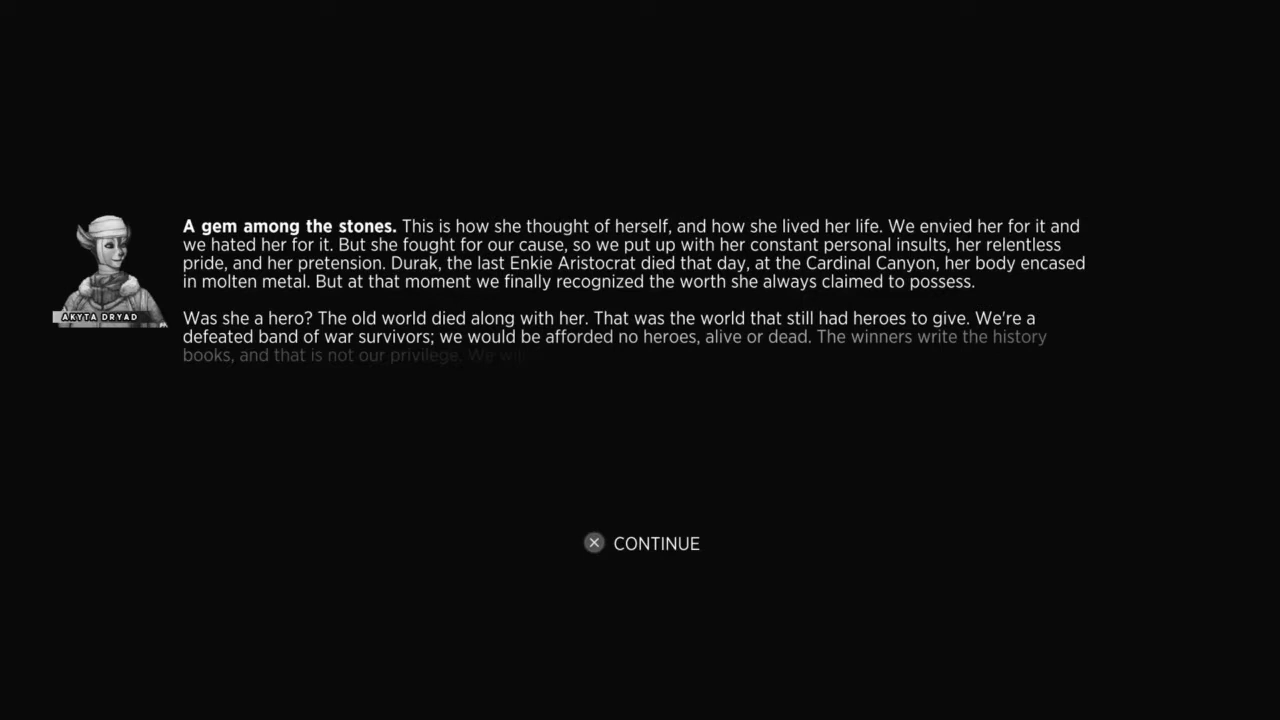 A gem among the stones. This is how she thought of herself, and how she lived her life. We envied her for it and
we hated her for it. But she fought for our cause, so we put up with her constant personal insults, her relentless
pride, and her pretension. Durak, the last Enkie Aristocrat died that day, at the Cardinal Canyon, her body encased
in molten metal. But at that moment we finally recognized the worth she always claimed to possess.
AKYTA DRYAD
Was she a hero? The old world died along with her. That was the world that still had heroes to give. We're a
defeated band of war survivors; we would be afforded no heroes, alive or dead. The winners write the history
books, and that is not our privilege. We will
CONTINUE